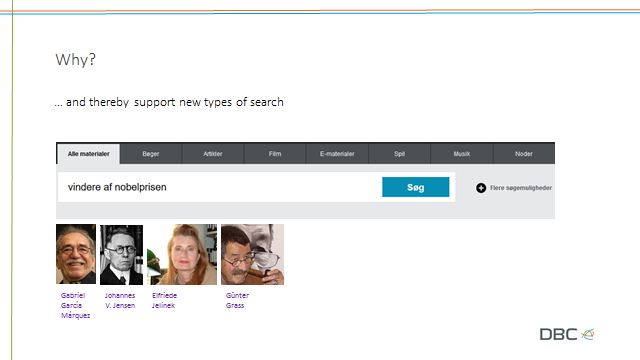 Why?
... and thereby support new types of search
Alle materialer Bøger Artikler Film E-materialer Spil Musik Noder
vindere af nobelprisen Søg Flere søgemuligheder
Gabriel
García
Márquez
Johannes
V. Jensen
Elfriede
Jelinek
Günter
Grass
DBC